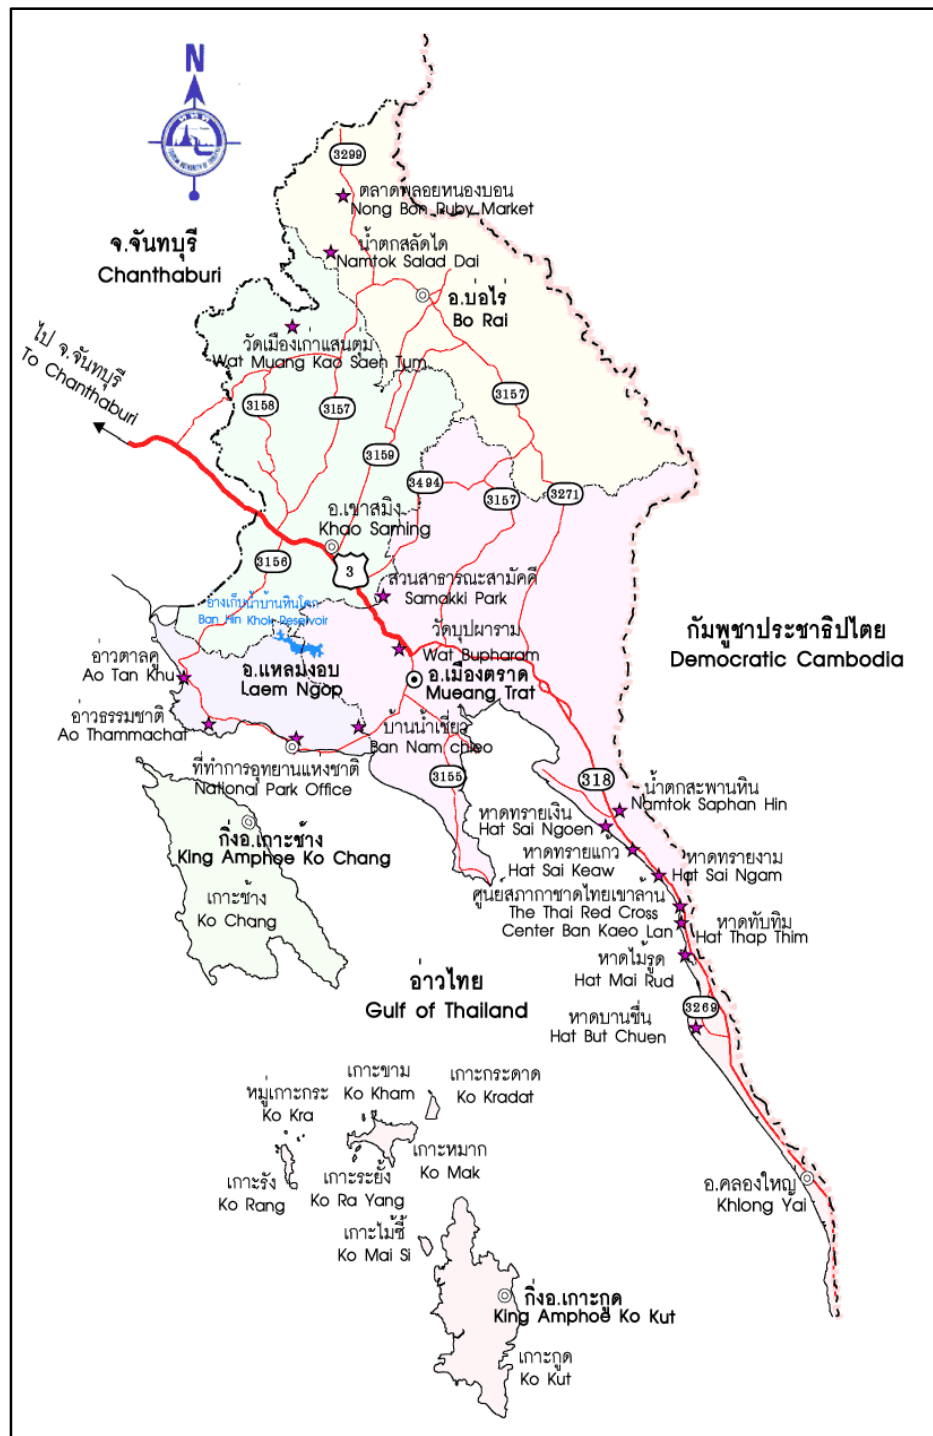 N
3299
ตลาดพลอยหนองบอน
Nong Bon Ruby Market
จ.จันทบุรี
Chanthaburi
น้ำตกสลัดได
Namtok Salad Dai
อ.บ่อไร่
Bo Rai
ไป จ.จันทบุรี
To Chanthaburi
วัดเมืองเก่าแสนตุ่ม
Wat Muang Kao Saen Tum
3158
3157
3157
3159
3494
3157
3271
อ.เขาสมิง
Khao Saming
3156
3
สวนสาธารณะสามัคคี
Samakki Park
อ่างเก็บน้ำบ้านหินโคก
Ban Hin Khok Reservoir
วัดบุปผาราม
Wat Bupharam
กัมพูชาประชาธิปไตย
Democratic Cambodia
อ่าวตาลคู่
Ao Tan Khu
อ.แหลมงอบ
Laem Ngop
อ.เมืองตราด
Mueang Trat
อ่าวธรรมชาติ
Ao Thammachat
บ้านน้ำเชี่ยว
Ban Nam chieo
ที่ทำการอุทยานแห่งชาติ
National Park Office
3155
318
น้ำตกสะพานหิน
Namtok Saphan Hin
หาดทรายเงิน
Hat Sai Ngoen
กิ่งอ.เกาะช้าง
King Amphoe Ko Chang
หาดทรายแก้ว
Hat Sai Keaw
หาดทรายงาม
Hat Sai Ngam
เกาะช้าง
Ko Chang
ศูนย์สภากาชาดไทยเขาล้าน
The Thai Red Cross
Center Ban Kaeo Lan
หาดทับทิม
Hat Thap Thim
หาดไม้รูด
Hat Mai Rud
อ่าวไทย
Gulf of Thailand
3269
หาดบานชื่น
Hat But Chuen
เกาะขาม
Ko Kham
เกาะกระดาด
Ko Kradat
หมู่เกาะกระ
Ko Kra
เกาะหมาก
Ko Mak
เกาะรัง
Ko Rang
เกาะระยั้ง
Ko Ra Yang
อ.คลองใหญ่
Khlong Yai
เกาะไม้ซี้
Ko Mai Si
กิ่งอ.เกาะกูด
King Amphoe Ko Kut
เกาะกูด
Ko Kut